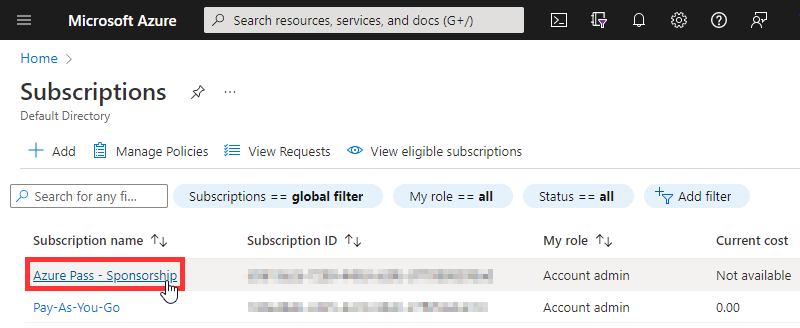 Microsoft Azure
Search resources, services, and docs (G+/)
Home >
Subscriptions
Default Directory
Add Manage Policies View Requests View eligible subscriptions
Search for any fi... Subscriptions == global filter My role == all Status == all Add filter
Subscription name Subscription ID My role Current cost
Azure Pass - Sponsorship Account admin Not available
Pay-As-You-Go Account admin 0.00